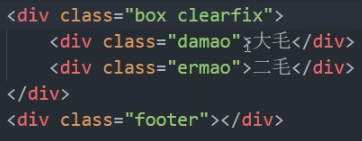 <div class="box clearfix">
<div class="damao">大毛</div>
<div class="ermao">二毛</div>
</div>
<div class="footer"></div>